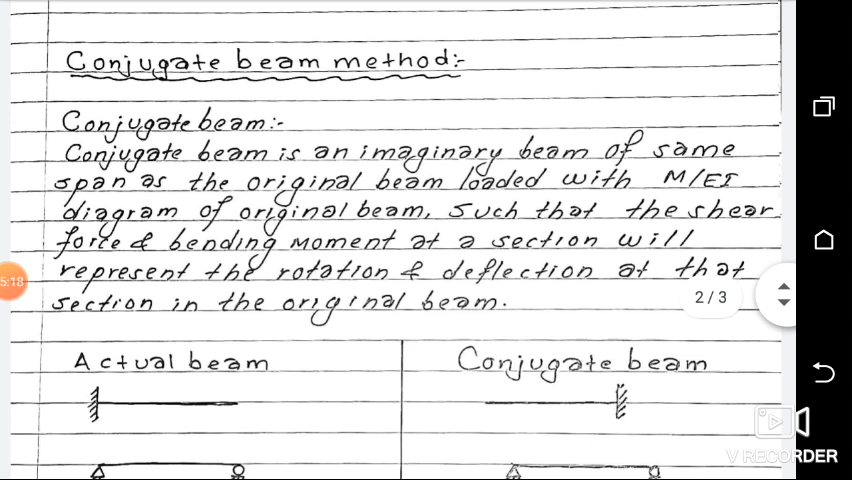 Conjugate beam method:-
Conjugate beam:-
Conjugate beam is an imaginary beam of same
span as the original beam loaded with M/EI
diagram of original beam, such that the shear
force & bending moment at a section will
represent the rotation & deflection at that
section in the original beam.
5:18
2 / 3
Actual beam
Conjugate beam
V RECORDER